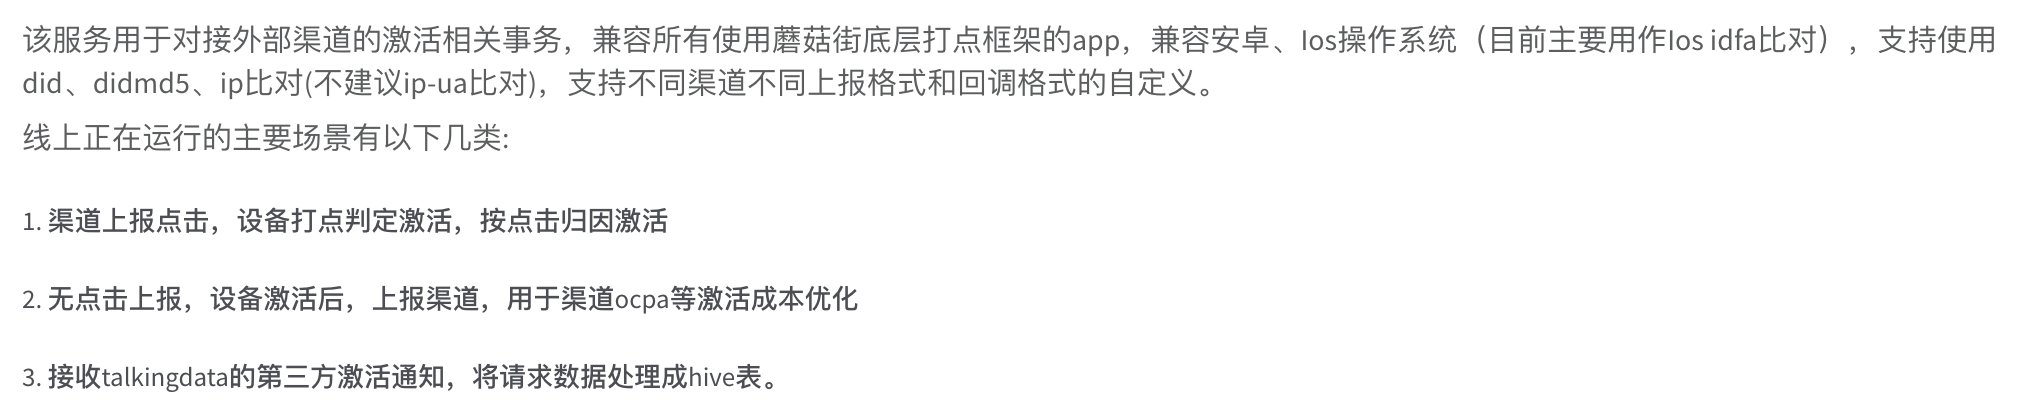 该服务用于对接外部渠道的激活相关事务，兼容所有使用蘑菇街底层打点框架的app，兼容安卓、Ios操作系统（目前主要用作Ios idfa比对），支持使用
did、didmd5、ip比对(不建议ip-ua比对)，支持不同渠道不同上报格式和回调格式的自定义。
线上正在运行的主要场景有以下几类:
1. 渠道上报点击，设备打点判定激活，按点击归因激活
2. 无点击上报，设备激活后，上报渠道，用于渠道ocpa等激活成本优化
3. 接收talkingdata的第三方激活通知，将请求数据处理成hive表。